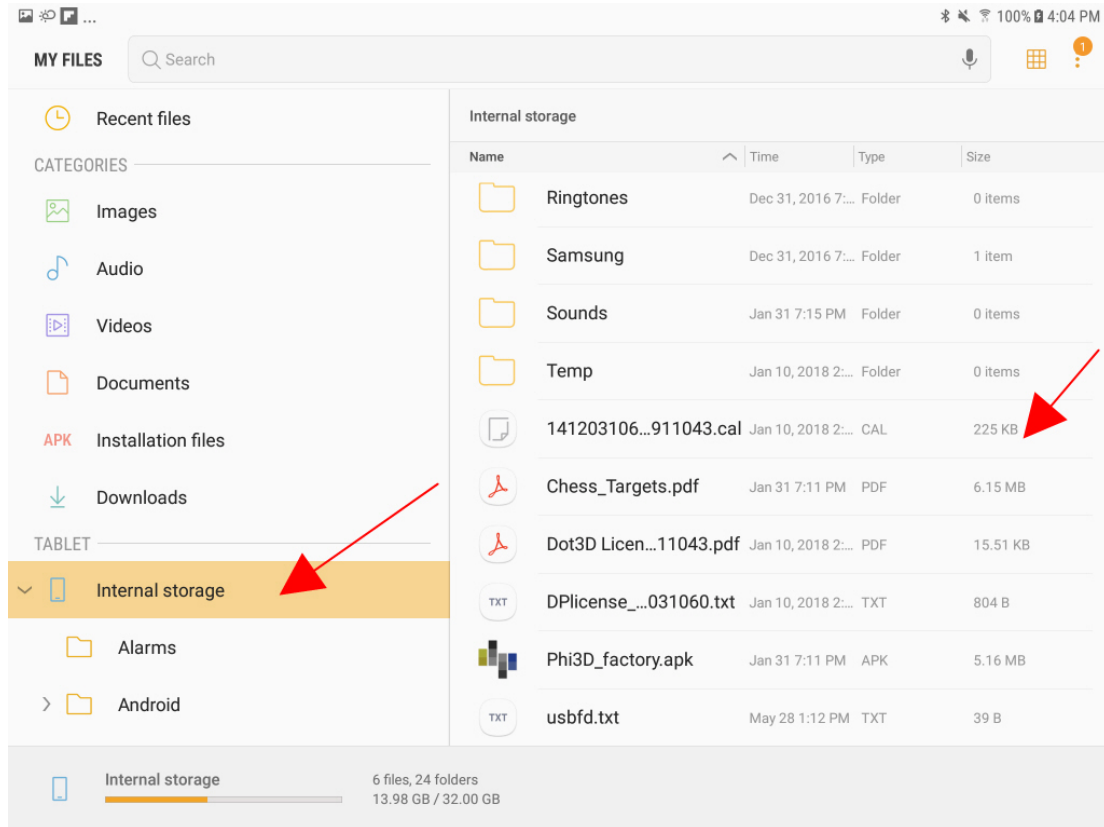 ... 100% 4:04 PM
MY FILES Search 1
Recent files
CATEGORIES
Images
Audio
Videos
Documents
APK Installation files
Downloads
TABLET
Internal storage
Alarms
Android
Internal storage
Name Time Type Size
Ringtones Dec 31, 2016 7:... Folder 0 items
Samsung Dec 31, 2016 7:... Folder 1 item
Sounds Jan 31 7:15 PM Folder 0 items
Temp Jan 10, 2018 2:... Folder 0 items
141203106...911043.cal Jan 10, 2018 2:... CAL 225 KB
Chess_Targets.pdf Jan 31 7:11 PM PDF 6.15 MB
Dot3D Licen...11043.pdf Jan 10, 2018 2:... PDF 15.51 KB
TXT DPlicense_...031060.txt Jan 10, 2018 2:... TXT 804 B
Phi3D_factory.apk Jan 31 7:11 PM APK 5.16 MB
TXT usbfd.txt May 28 1:12 PM TXT 39 B
Internal storage 6 files, 24 folders
13.98 GB / 32.00 GB